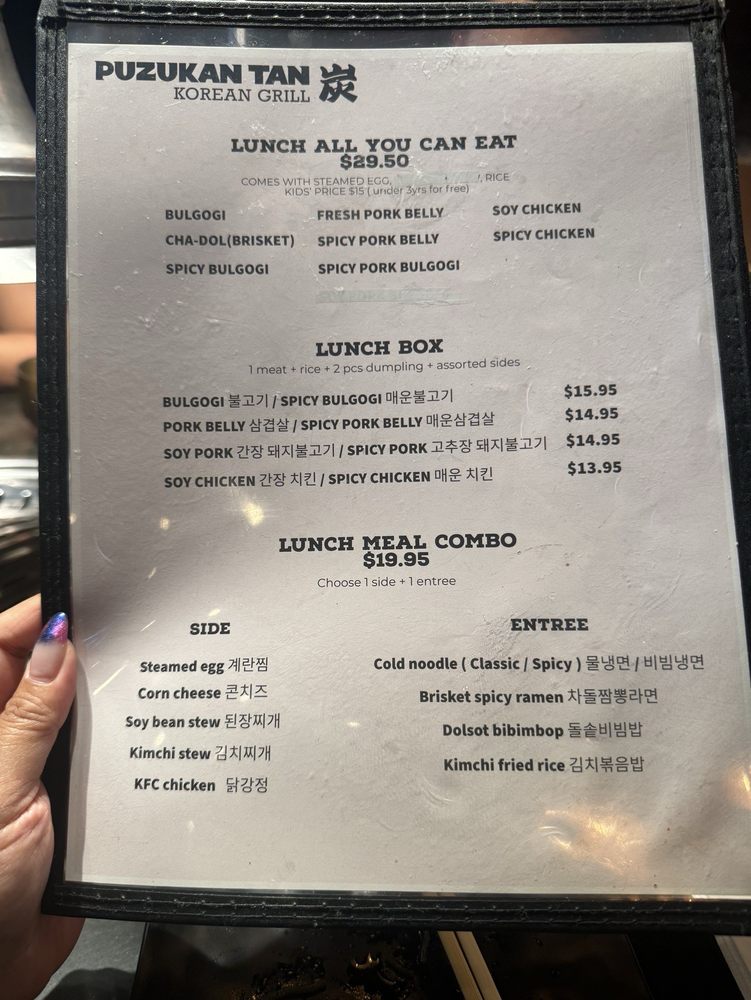 PUZUKAN TAN 炭
KOREAN GRILL
LUNCH ALL YOU CAN EAT
$29.50
COMES WITH STEAMED EGG, , RICE
KIDS' PRICE $15 ( under 3yrs for free)
BULGOGI FRESH PORK BELLY SOY CHICKEN
CHA-DOL(BRISKET) SPICY PORK BELLY SPICY CHICKEN
SPICY BULGOGI SPICY PORK BULGOGI
LUNCH BOX
1 meat + rice + 2 pcs dumpling + assorted sides
BULGOGI 불고기 / SPICY BULGOGI 매운불고기 $15.95
PORK BELLY 삼겹살 / SPICY PORK BELLY 매운삼겹살 $14.95
SOY PORK 간장 돼지불고기 / SPICY PORK 고추장 돼지불고기 $14.95
SOY CHICKEN 간장 치킨 / SPICY CHICKEN 매운 치킨 $13.95
LUNCH MEAL COMBO
$19.95
Choose 1 side + 1 entree
SIDE
Steamed egg 계란찜
Corn cheese 콘치즈
Soy bean stew 된장찌개
Kimchi stew 김치찌개
KFC chicken 닭강정
ENTREE
Cold noodle ( Classic / Spicy ) 물냉면 / 비빔냉면
Brisket spicy ramen 차돌짬뽕라면
Dolsot bibimbop 돌솥비빔밥
Kimchi fried rice 김치볶음밥